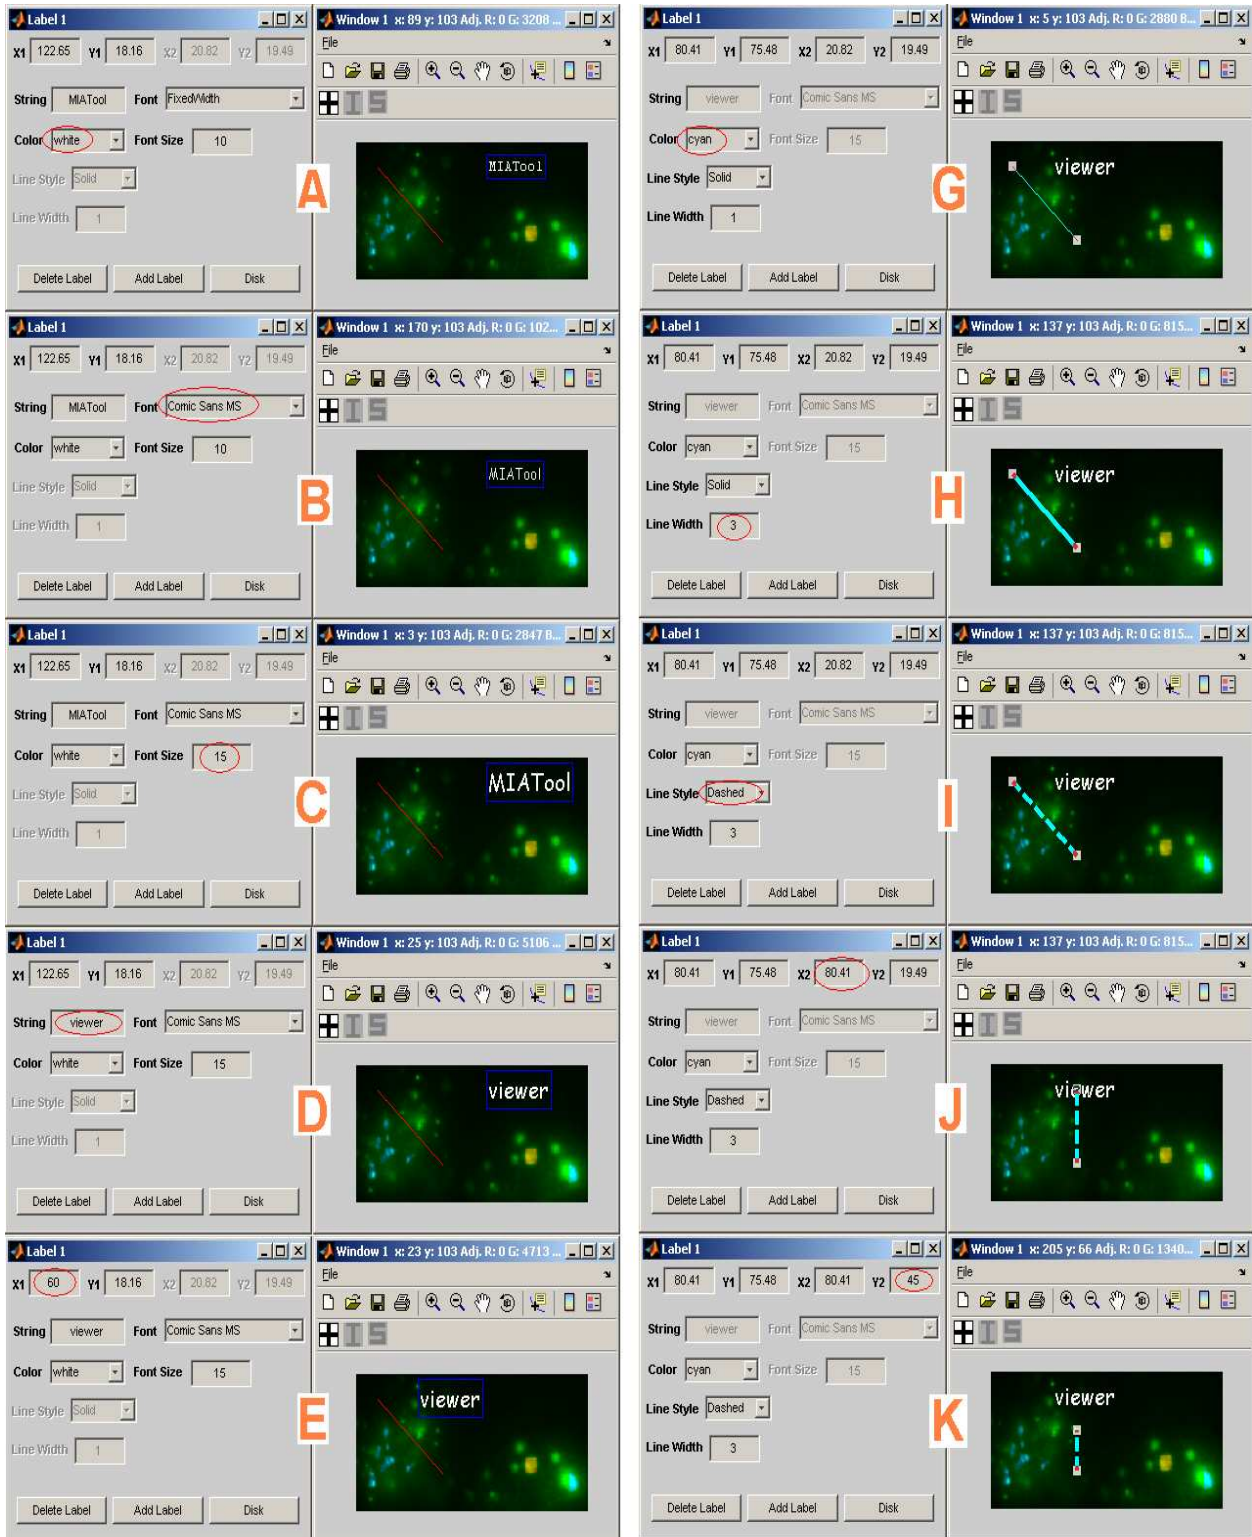 Label 1
X1 122.65 Y1 18.16 X2 20.82 Y2 19.49
String MIATool Font FixedWidth
Color white Font Size 10
Line Style Solid
Line Width 1
Delete Label Add Label Disk
Window 1 x: 89 y: 103 Adj. R: 0 G: 3208 ...
File
MIATool
A
Label 1
X1 122.65 Y1 18.16 X2 20.82 Y2 19.49
String MIATool Font Comic Sans MS
Color white Font Size 10
Line Style Solid
Line Width 1
Delete Label Add Label Disk
Window 1 x: 170 y: 103 Adj. R: 0 G: 102...
File
MIATool
B
Label 1
X1 122.65 Y1 18.16 X2 20.82 Y2 19.49
String MIATool Font Comic Sans MS
Color white Font Size 15
Line Style Solid
Line Width 1
Delete Label Add Label Disk
Window 1 x: 3 y: 103 Adj. R: 0 G: 2847 B...
File
MIATool
C
Label 1
X1 122.65 Y1 18.16 X2 20.82 Y2 19.49
String viewer Font Comic Sans MS
Color white Font Size 15
Line Style Solid
Line Width 1
Delete Label Add Label Disk
Window 1 x: 25 y: 103 Adj. R: 0 G: 5106 ...
File
viewer
D
Label 1
X1 60 Y1 18.16 X2 20.82 Y2 19.49
String viewer Font Comic Sans MS
Color white Font Size 15
Line Style Solid
Line Width 1
Delete Label Add Label Disk
Window 1 x: 23 y: 103 Adj. R: 0 G: 4713 ...
File
viewer
E
Label 1
X1 80.41 Y1 75.48 X2 20.82 Y2 19.49
String viewer Font Comic Sans MS
Color cyan Font Size 15
Line Style Solid
Line Width 1
Delete Label Add Label Disk
Window 1 x: 5 y: 103 Adj. R: 0 G: 2880 B...
File
viewer
G
Label 1
X1 80.41 Y1 75.48 X2 20.82 Y2 19.49
String viewer Font Comic Sans MS
Color cyan Font Size 15
Line Style Solid
Line Width 3
Delete Label Add Label Disk
Window 1 x: 137 y: 103 Adj. R: 0 G: 815...
File
viewer
H
Label 1
X1 80.41 Y1 75.48 X2 20.82 Y2 19.49
String viewer Font Comic Sans MS
Color cyan Font Size 15
Line Style Dashed
Line Width 3
Delete Label Add Label Disk
Window 1 x: 137 y: 103 Adj. R: 0 G: 815...
File
viewer
I
Label 1
X1 80.41 Y1 75.48 X2 80.41 Y2 19.49
String viewer Font Comic Sans MS
Color cyan Font Size 15
Line Style Dashed
Line Width 3
Delete Label Add Label Disk
Window 1 x: 137 y: 103 Adj. R: 0 G: 815...
File
viewer
J
Label 1
X1 80.41 Y1 75.48 X2 80.41 Y2 45
String viewer Font Comic Sans MS
Color cyan Font Size 15
Line Style Dashed
Line Width 3
Delete Label Add Label Disk
Window 1 x: 205 y: 66 Adj. R: 0 G: 1340...
File
viewer
K